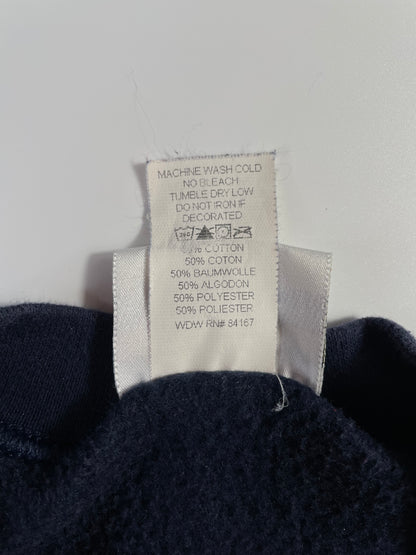 MACHINE WASH COLD
NO BLEACH
TUMBLE DRY LOW
DO NOT IRON IF
DECORATED
COTTON
50% COTON
50% BAUMWOLLE
50% ALGODON
50% POLYESTER
50% POLIESTER
WDW RN# 84167